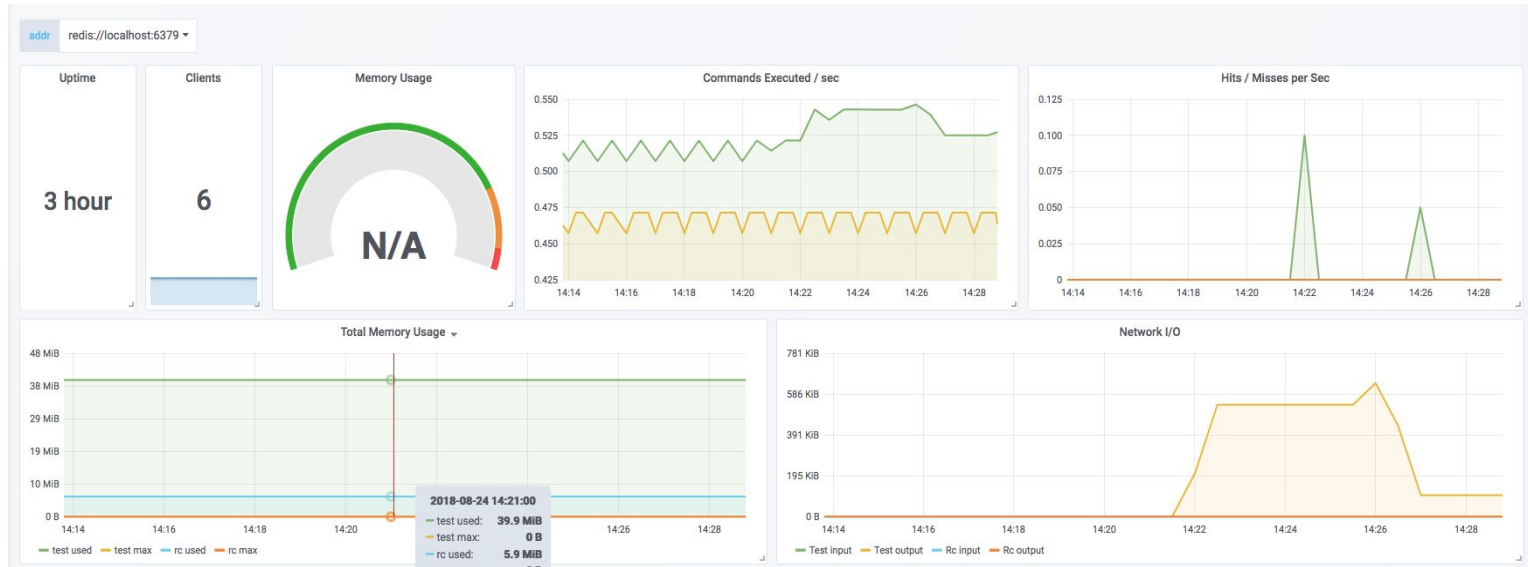 addr redis://localhost:6379
Uptime
3 hour
Clients
6
Memory Usage
N/A
Commands Executed / sec
0.550
0.525
0.500
0.475
0.450
0.425
14:14 14:16 14:18 14:20 14:22 14:24 14:26 14:28
Hits / Misses per Sec
0.125
0.100
0.075
0.050
0.025
0
14:14 14:16 14:18 14:20 14:22 14:24 14:26 14:28
Total Memory Usage
48 MiB
38 MiB
29 MiB
19 MiB
10 MiB
0 B
14:14 14:16 14:18 14:20 14:26 14:28
2018-08-24 14:21:00
test used: 39.9 MiB
test max: 0 B
rc used: 5.9 MiB
test used test max rc used rc max
Network I/O
781 KiB
586 KiB
391 KiB
195 KiB
0 B
14:14 14:16 14:18 14:20 14:22 14:24 14:26 14:28
Test input Test output Rc input Rc output